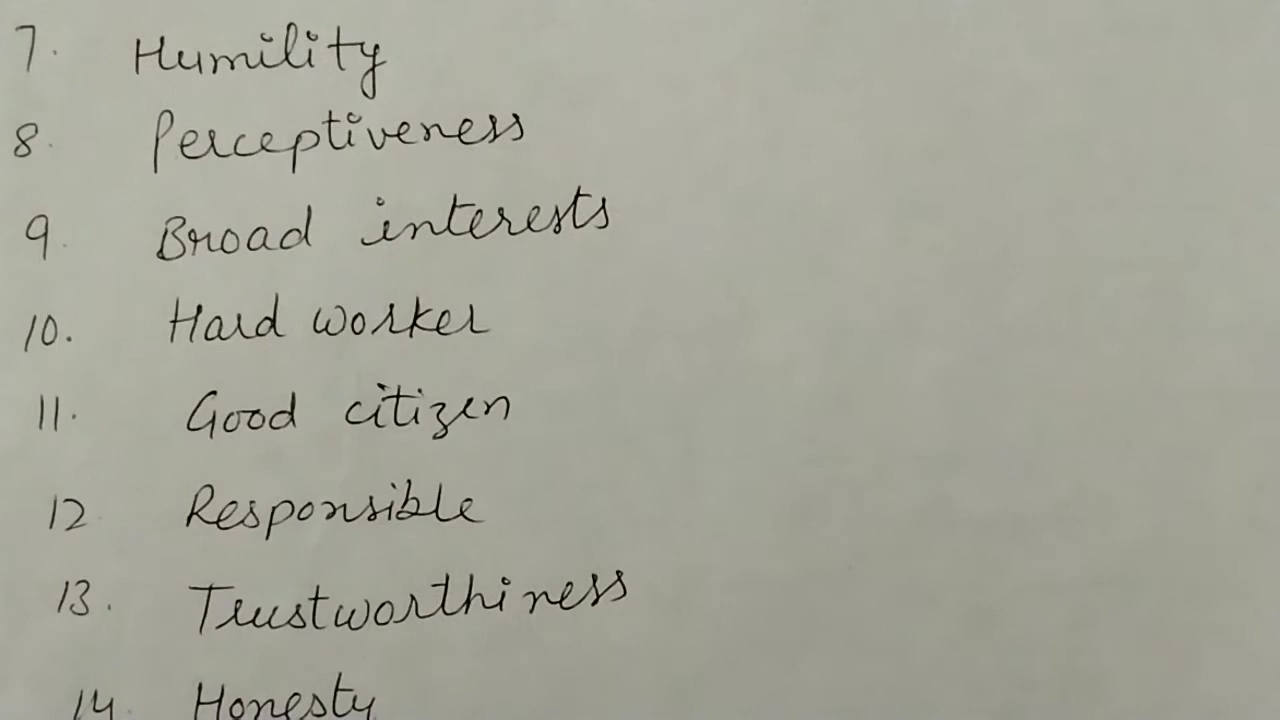 7. Humility
8. Perceptiveness
9. Broad interests
10. Hard worker
11. Good citizen
12 Responsible
13. Trustworthiness
14. Honesty